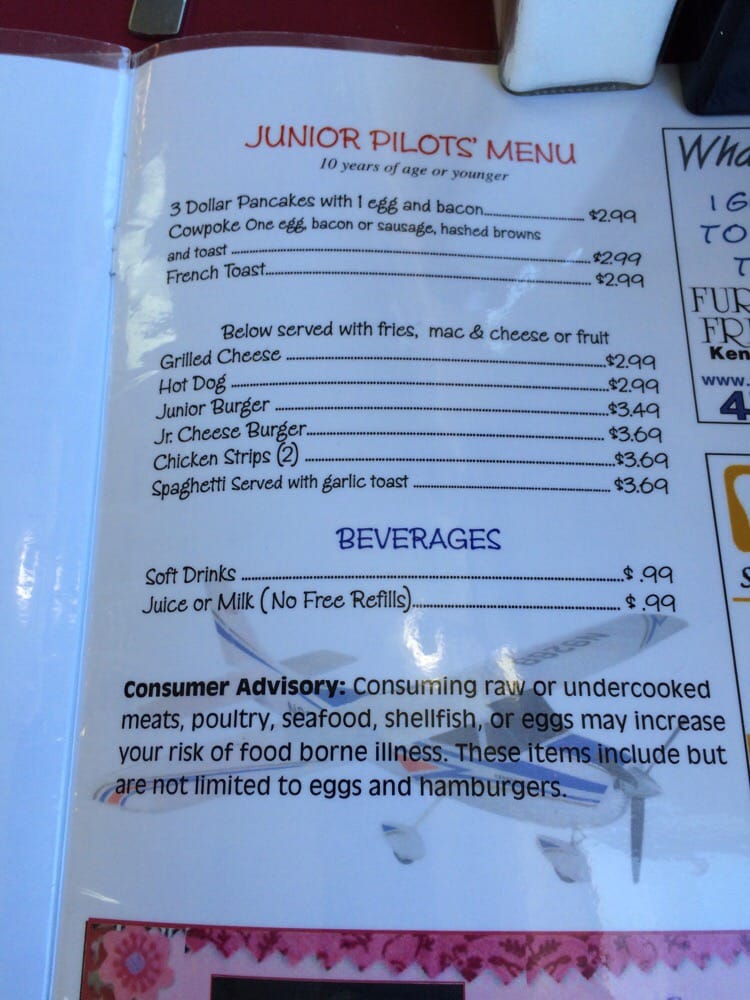 JUNIOR PILOTS' MENU
10 years of age or younger
3 Dollar Pancakes with 1 egg and bacon........................ $2.99
Cowpoke One egg, bacon or sausage, hashed browns
and toast ........................ $2.99
French Toast........................ $2.99
Below served with fries, mac & cheese or fruit
Grilled Cheese ........................ $2.99
Hot Dog ........................ $2.99
Junior Burger ........................ $3.49
Jr. Cheese Burger........................ $3.69
Chicken Strips (2) ........................ $3.69
Spaghetti Served with garlic toast ........................ $3.69
BEVERAGES
Soft Drinks ........................ $ .99
Juice or Milk (No Free Refills)........................ $ .99
Consumer Advisory: Consuming raw or undercooked
meats, poultry, seafood, shellfish, or eggs may increase
your risk of food borne illness. These items include but
are not limited to eggs and hamburgers.
I G
TO
T
FUR
FR
Ken
www.
4